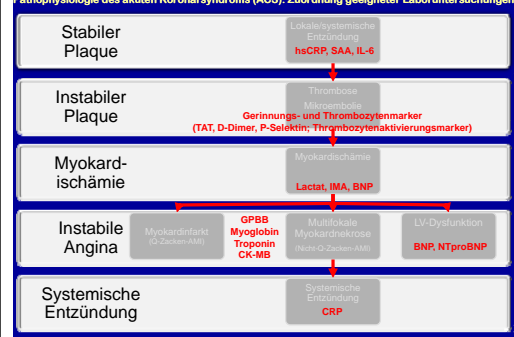 Pathophysiologie des akuten Koronarsyndroms (ACS): Zuordnung geeigneter Laboruntersuchungen
Stabiler
Plaque
Lokale/systemische
Entzündung
hsCRP, SAA, IL-6
Instabiler
Plaque
Thrombose
Mikroembolie
Gerinnungs- und Thrombozytenmarker
(TAT, D-Dimer, P-Selektin; Thrombozytenaktivierungsmarker)
Myokard-
ischämie
Myokardischämie
Lactat, IMA, BNP
Instabile
Angina
Myokardinfarkt
(Q-Zacken-AMI)
GPBB
Myoglobin
Troponin
CK-MB
Multifokale
Myokardnekrose
(Nicht-Q-Zacken-AMI)
LV-Dysfunktion
BNP, NTproBNP
Systemische
Entzündung
Systemische
Entzündung
CRP